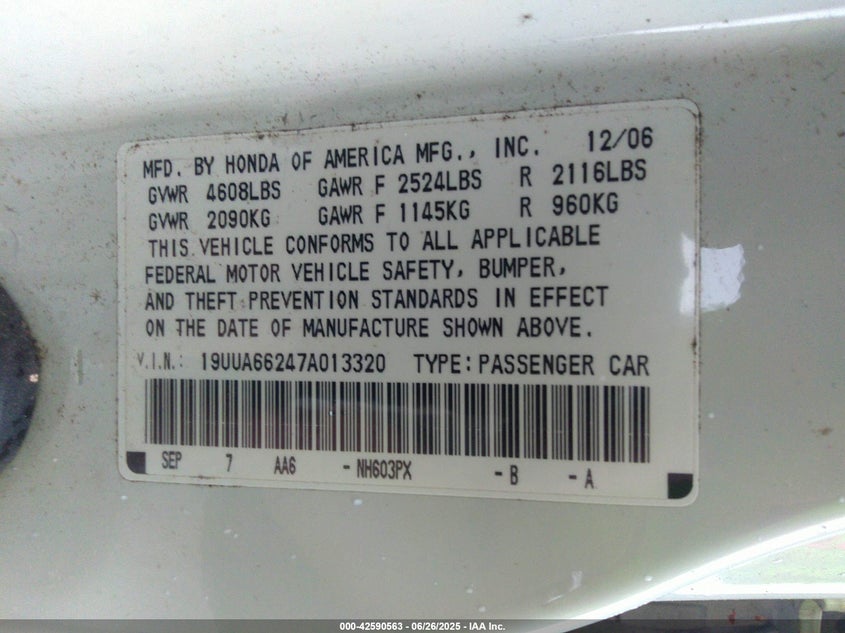 MFD. BY HONDA OF AMERICA MFG., INC. 12/06
GVWR 4608LBS GAWR F 2524LBS R 2116LBS
GVWR 2090KG GAWR F 1145KG R 960KG
THIS VEHICLE CONFORMS TO ALL APPLICABLE
FEDERAL MOTOR VEHICLE SAFETY, BUMPER,
AND THEFT PREVENTION STANDARDS IN EFFECT
ON THE DATE OF MANUFACTURE SHOWN ABOVE.
V.I.N.: 19UUA66247A013320 TYPE: PASSENGER CAR
SEP 7 AA6 - NH603PX - B - A
000-42590563 - 06/26/2025 - IAA Inc.